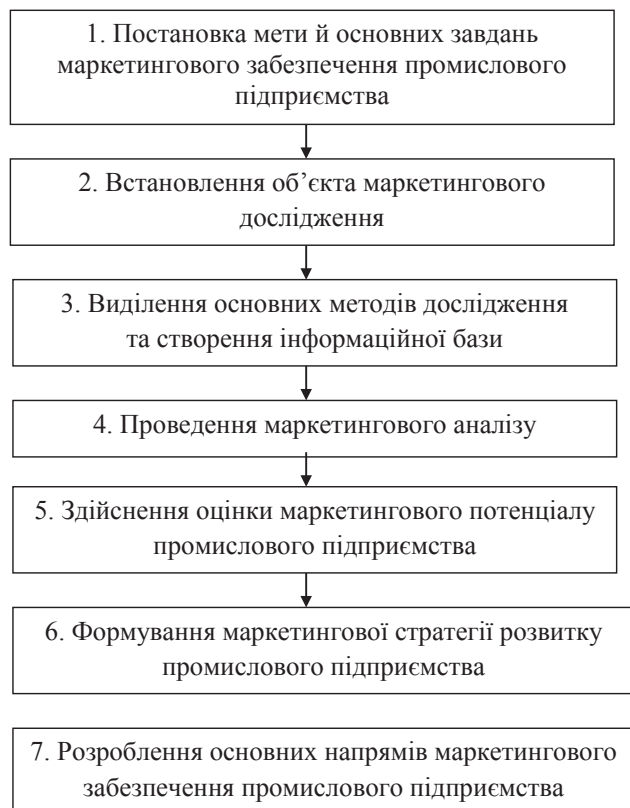 1. Постановка мети й основних завдань
маркетингового забезпечення промислового
підприємства
2. Встановлення об’єкта маркетингового
дослідження
3. Виділення основних методів дослідження
та створення інформаційної бази
4. Проведення маркетингового аналізу
5. Здійснення оцінки маркетингового потенціалу
промислового підприємства
6. Формування маркетингової стратегії розвитку
промислового підприємства
7. Розроблення основних напрямів маркетингового
забезпечення промислового підприємства